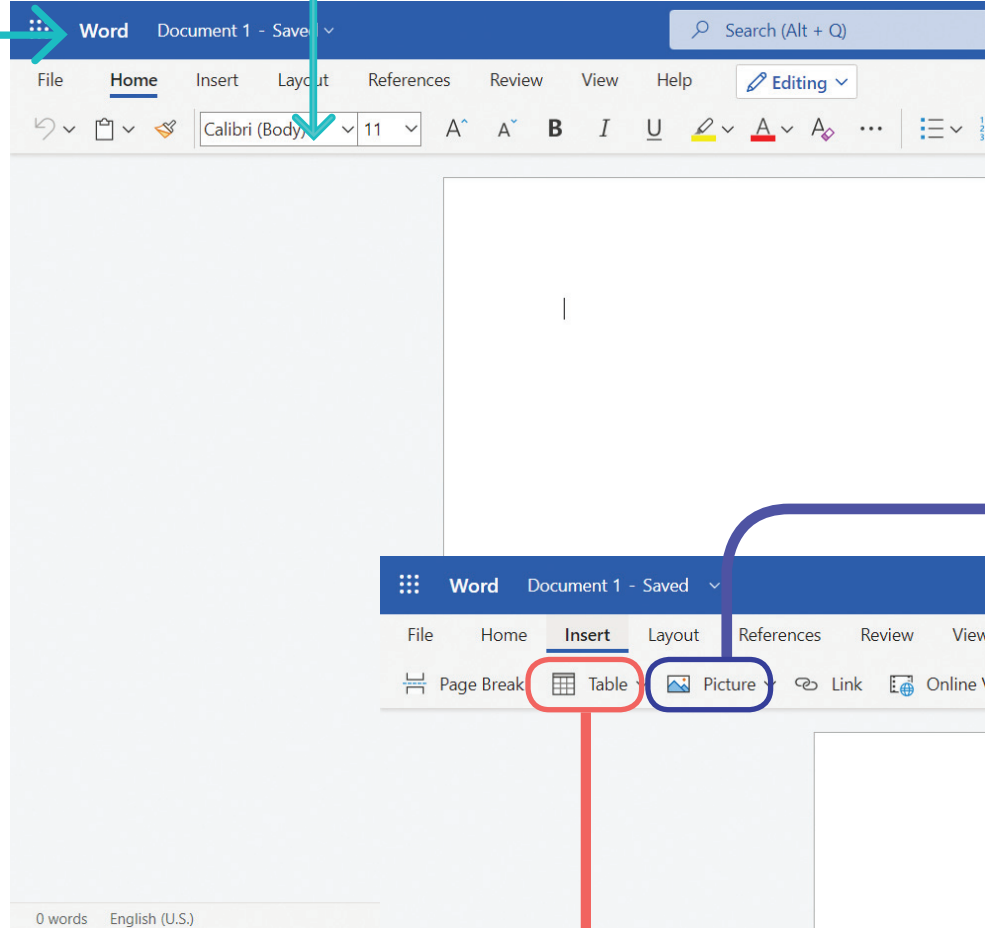 Word Document 1 - Saved Search (Alt + Q)
File Home Insert Layout References Review View Help Editing
Calibri (Body) 11 A A B I U A A ...
Word Document 1 - Saved
File Home Insert Layout References Review View
Page Break Table Picture Link Online
0 words English (U.S.)